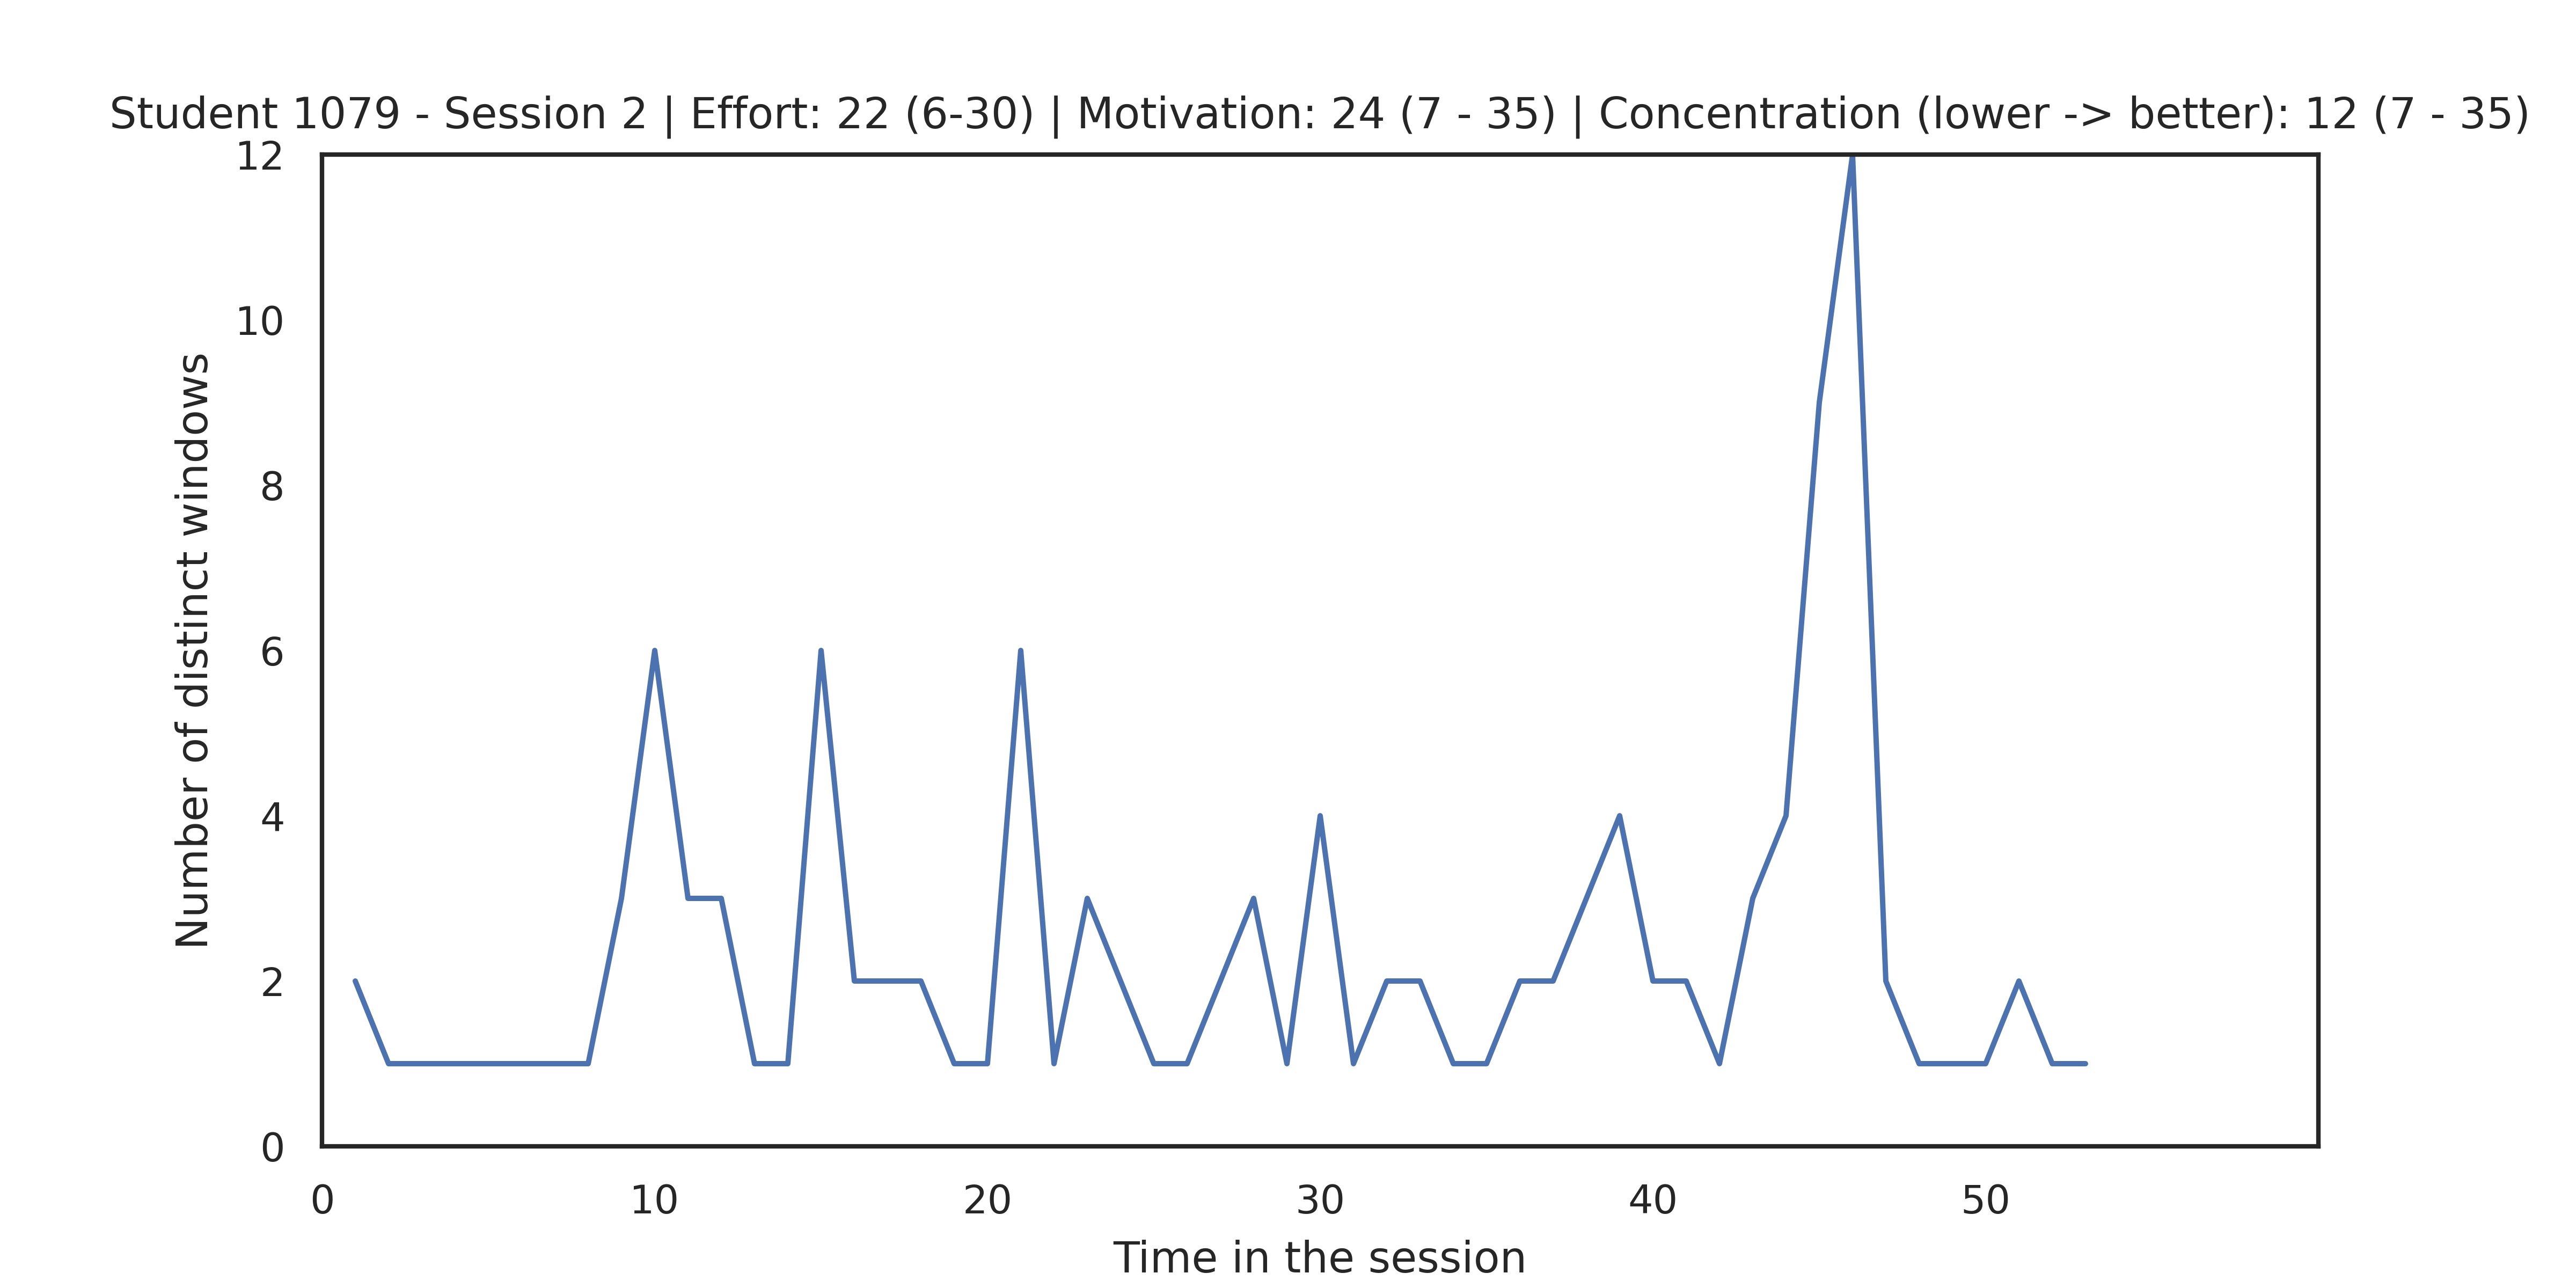 Student 1079 - Session 2 | Effort: 22 (6-30) | Motivation: 24 (7 - 35) | Concentration (lower -> better): 12 (7 - 35)
12
10
8
6
4
2
0
Number of distinct windows
0 10 20 30 40 50
Time in the session